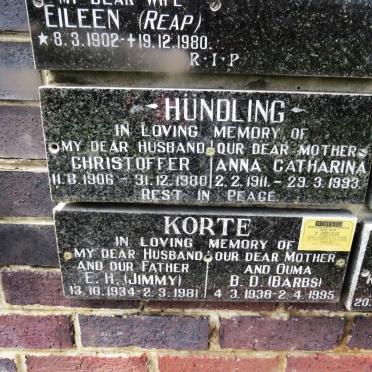 MY DEAR WIFE
EILEEN (REAP)
★ 8.3.1902 - ✝ 19.12.1980.
R·I·P
HÜNDLING
IN LOVING MEMORY OF
MY DEAR HUSBAND OUR DEAR MOTHER
CHRISTOFFER ANNA CATHARINA
11.8.1906 - 31.12.1980 2.2.1911. - 29.3.1993.
REST IN PEACE
KORTE
IN LOVING MEMORY OF
MY DEAR HUSBAND OUR DEAR MOTHER
AND OUR FATHER AND OUMA
E.H. (JIMMY) B.D. (BARBS)
13.10.1934-2.3.1981 4.3.1938-2.4.1995